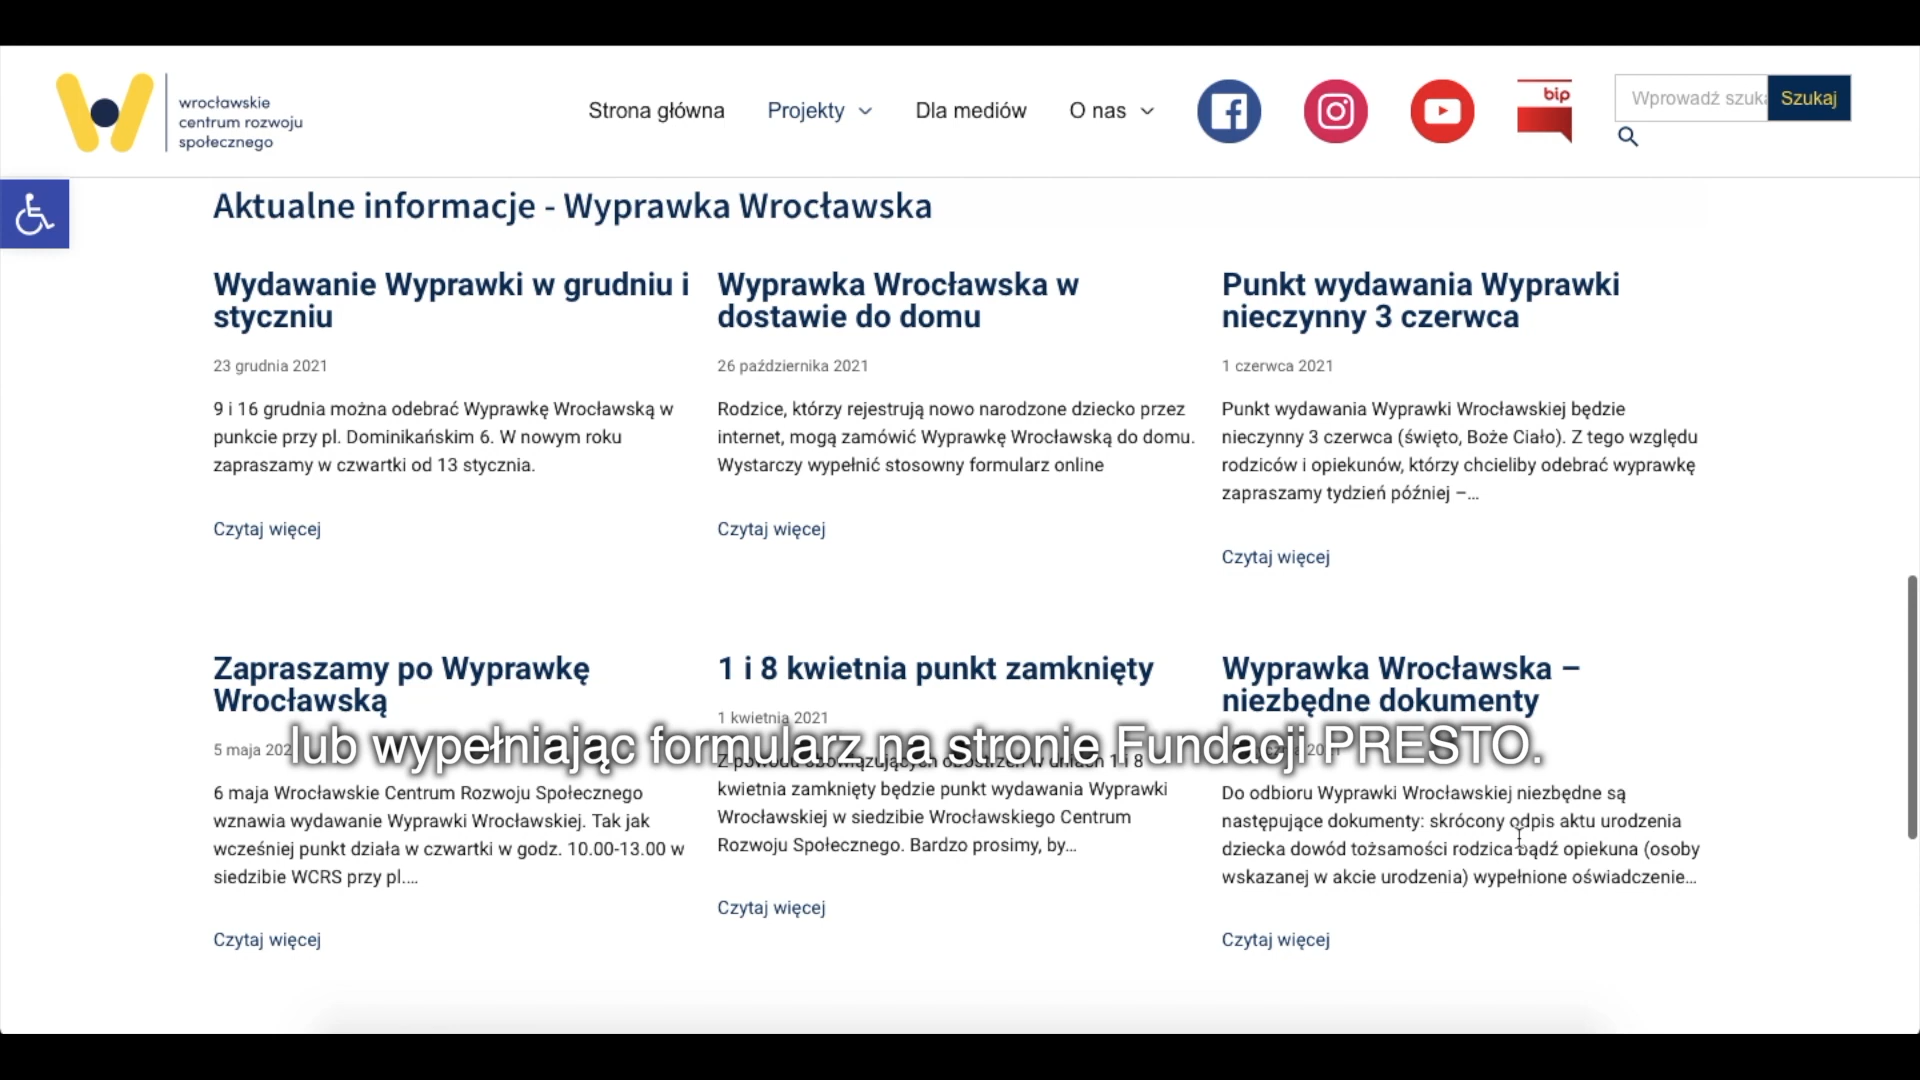 wrocławskie
centrum rozwoju
społecznego
Strona główna
Projekty
Dla mediów
O nas
bip
Wprowadź szuka
Szukaj
Aktualne informacje - Wyprawka Wrocławska
Wydawanie Wyprawki w grudniu i
styczniu
23 grudnia 2021
9 i 16 grudnia można odebrać Wyprawkę Wrocławską w
punkcie przy pl. Dominikańskim 6. W nowym roku
zapraszamy w czwartki od 13 stycznia.
Czytaj więcej
Wyprawka Wrocławska w
dostawie do domu
26 października 2021
Rodzice, którzy rejestrują nowo narodzone dziecko przez
internet, mogą zamówić Wyprawkę Wrocławską do domu.
Wystarczy wypełnić stosowny formularz online
Czytaj więcej
Punkt wydawania Wyprawki
nieczynny 3 czerwca
1 czerwca 2021
Punkt wydawania Wyprawki Wrocławskiej będzie
nieczynny 3 czerwca (święto, Boże Ciało). Z tego względu
rodziców i opiekunów, którzy chcieliby odebrać wyprawkę
zapraszamy tydzień później –...
Czytaj więcej
Zapraszamy po Wyprawkę
Wrocławską
5 maja
6 maja Wrocławskie Centrum Rozwoju Społecznego
wznawia wydawanie Wyprawki Wrocławskiej. Tak jak
wcześniej punkt działa w czwartki w godz. 10.00-13.00 w
siedzibie WCRS przy pl....
Czytaj więcej
1 i 8 kwietnia punkt zamknięty
1 kwietnia 2021
Z powodu obowiązujących obostrzeń w dniach 1 i 8
kwietnia zamknięty będzie punkt wydawania Wyprawki
Wrocławskiej w siedzibie Wrocławskiego Centrum
Rozwoju Społecznego. Bardzo prosimy, by...
Czytaj więcej
Wyprawka Wrocławska –
niezbędne dokumenty
Do odbioru Wyprawki Wrocławskiej niezbędne są
następujące dokumenty: skrócony odpis aktu urodzenia
dziecka dowód tożsamości rodzica bądź opiekuna (osoby
wskazanej w akcie urodzenia) wypełnione oświadczenie...
Czytaj więcej
lub wypełniając formularz na stronie Fundacji PRESTO.